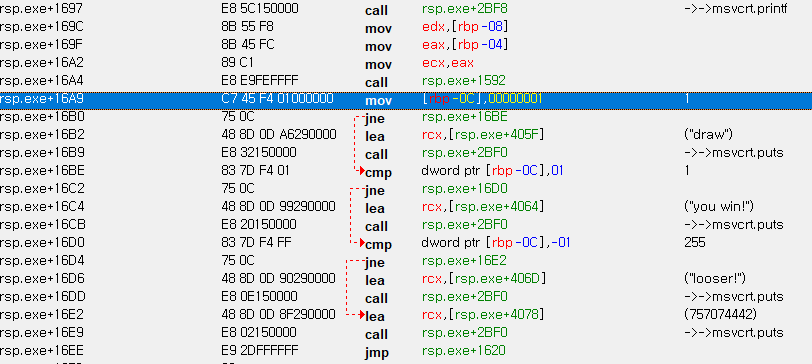 rsp.exe+1697 E8 5C150000 call rsp.exe+2BF8 ->->msvcrt.printf
rsp.exe+169C 8B 55 F8 mov edx,[rbp-08]
rsp.exe+169F 8B 45 FC mov eax,[rbp-04]
rsp.exe+16A2 89 C1 mov ecx,eax
rsp.exe+16A4 E8 E9FEFFFF call rsp.exe+1592
rsp.exe+16A9 C7 45 F4 01000000 mov [rbp-0C],00000001 1
rsp.exe+16B0 75 0C jne rsp.exe+16BE
rsp.exe+16B2 48 8D 0D A6290000 lea rcx,[rsp.exe+405F] ("draw")
rsp.exe+16B9 E8 32150000 call rsp.exe+2BF0 ->->msvcrt.puts
rsp.exe+16BE 83 7D F4 01 cmp dword ptr [rbp-0C],01 1
rsp.exe+16C2 75 0C jne rsp.exe+16D0
rsp.exe+16C4 48 8D 0D 99290000 lea rcx,[rsp.exe+4064] ("you win!")
rsp.exe+16CB E8 20150000 call rsp.exe+2BF0 ->->msvcrt.puts
rsp.exe+16D0 83 7D F4 FF cmp dword ptr [rbp-0C],-01 255
rsp.exe+16D4 75 0C jne rsp.exe+16E2
rsp.exe+16D6 48 8D 0D 90290000 lea rcx,[rsp.exe+406D] ("looser!")
rsp.exe+16DD E8 0E150000 call rsp.exe+2BF0 ->->msvcrt.puts
rsp.exe+16E2 48 8D 0D 8F290000 lea rcx,[rsp.exe+4078] (757074442)
rsp.exe+16E9 E8 02150000 call rsp.exe+2BF0 ->->msvcrt.puts
rsp.exe+16EE E9 2DFFFFFF jmp rsp.exe+1620